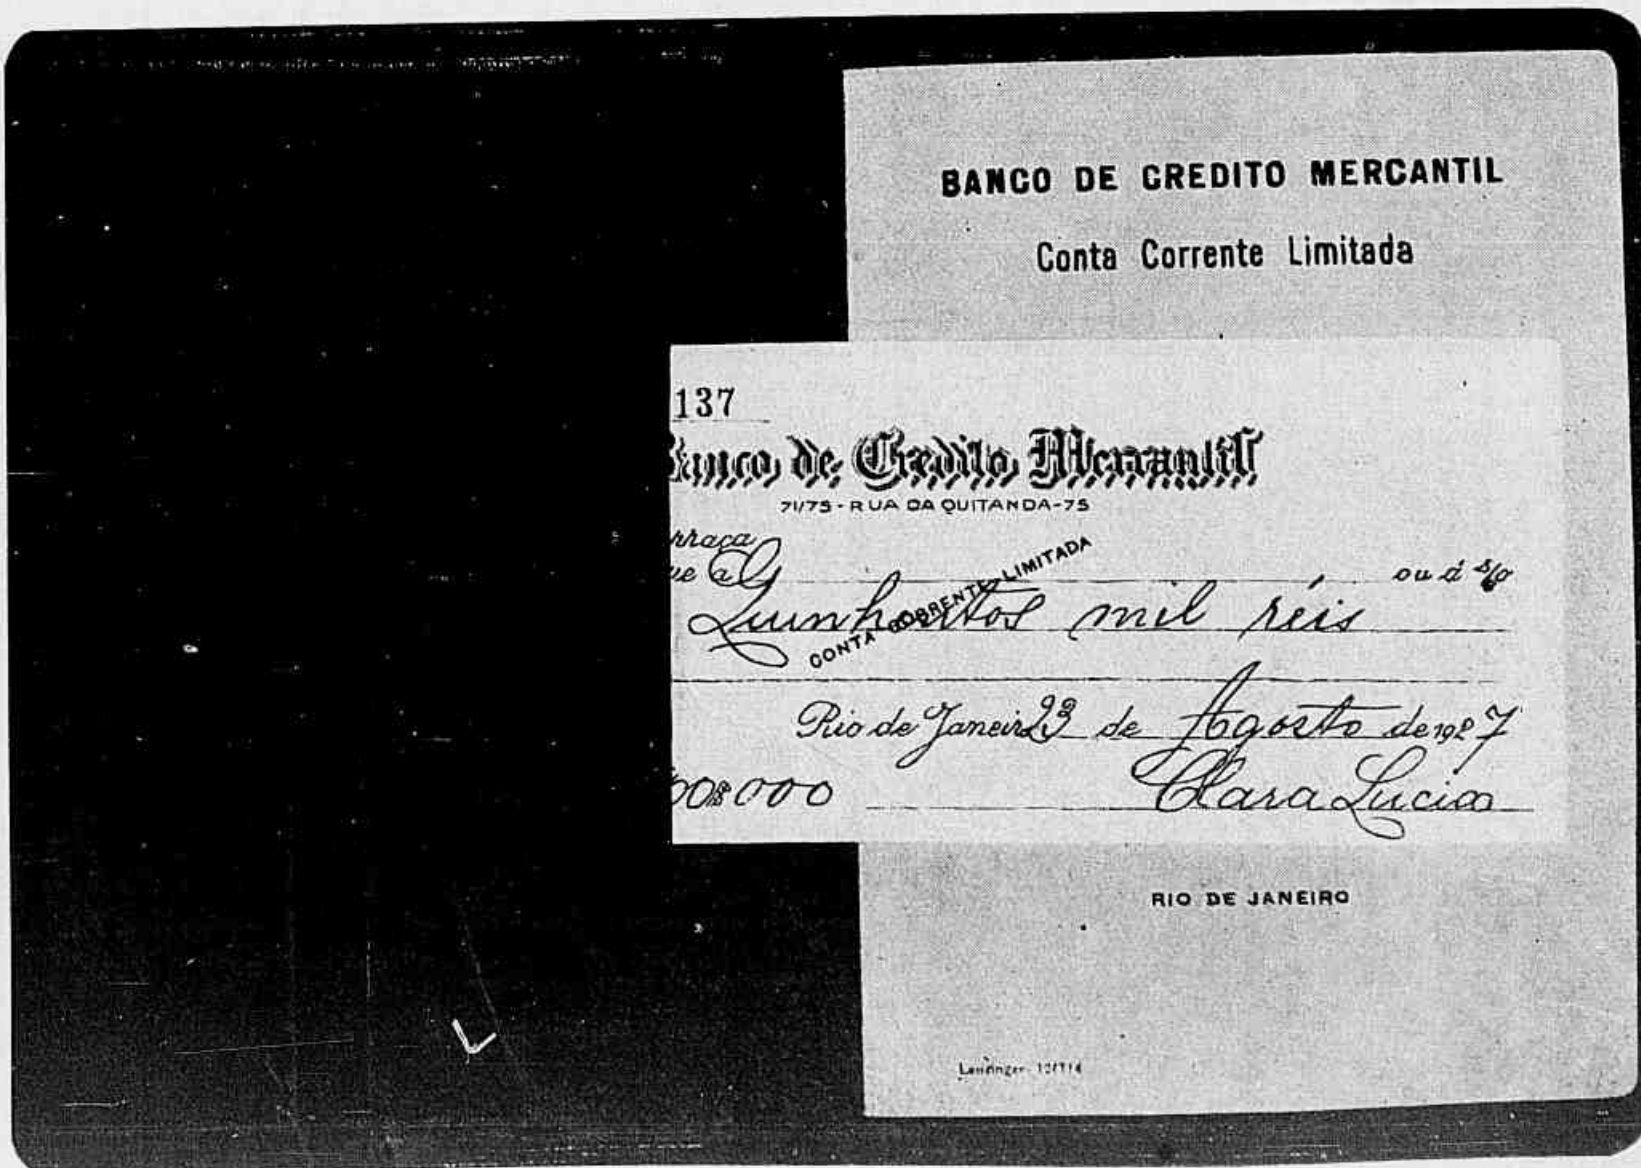 BANCO DE CREDITO MERCANTIL
Conta Corrente Limitada
137
Banco de Credito Mercantil
71/75 - RUA DA QUITANDA - 75
ou á s/o
Quinhentos mil réis
CONTA CORRENTE LIMITADA
Rio de Janeiro 23 de Agosto de 1927
00$000
Clara Lucia
RIO DE JANEIRO